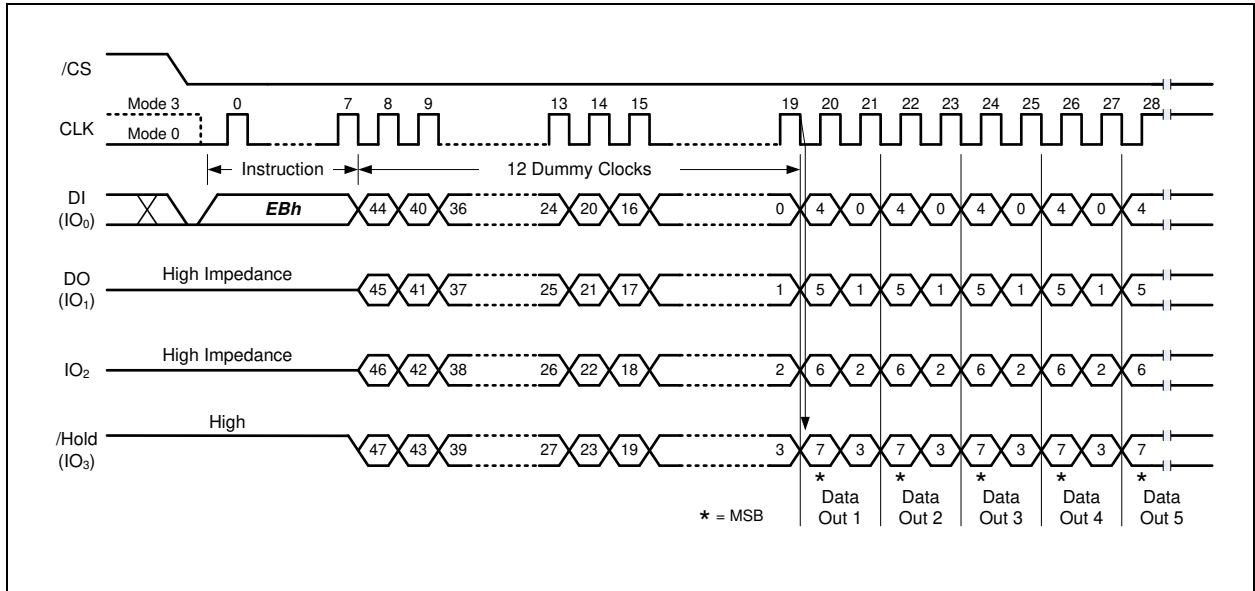 /CS
Mode 3 0 7 8 9 13 14 15 19 20 21 22 23 24 25 26 27 28
CLK
Mode 0
Instruction 12 Dummy Clocks
DI
(IO0)
EBh 44 40 36 24 20 16 0 4 0 4 0 4 0 4 0 4
DO
(IO1)
High Impedance 45 41 37 25 21 17 1 5 1 5 1 5 1 5 1 5
IO2
High Impedance 46 42 38 26 22 18 2 6 2 6 2 6 2 6 2 6
/Hold
(IO3)
High 47 43 39 27 23 19 3 7 3 7 3 7 3 7 3 7
* * * * *
* = MSB
Data Out 1
Data Out 2
Data Out 3
Data Out 4
Data Out 5